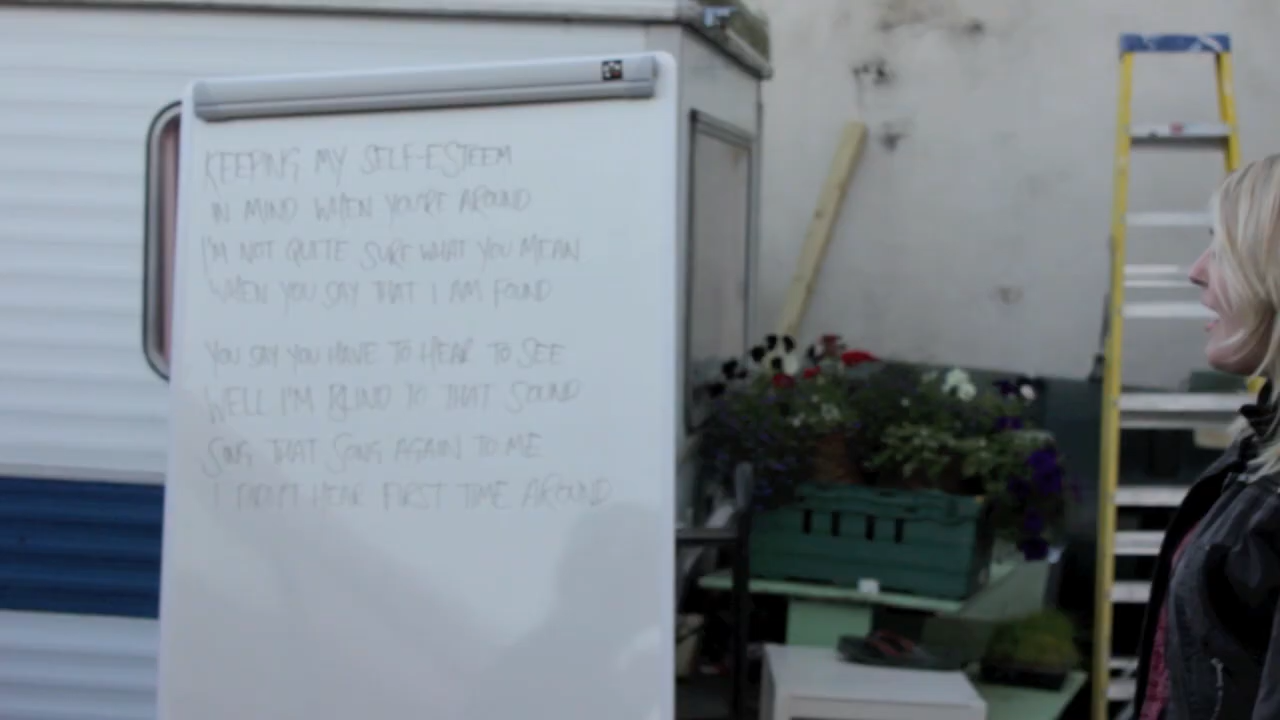 KEEPING MY SELF-ESTEEM
IN MIND WHEN YOU'RE AROUND
I'M NOT QUITE SURE WHAT YOU MEAN
WHEN YOU SAY THAT I AM FOUND
YOU SAY YOU HAVE TO HEAR TO SEE
WELL I'M BLIND TO THAT SOUND
SING THAT SONG AGAIN TO ME
I DIDN'T HEAR FIRST TIME AROUND